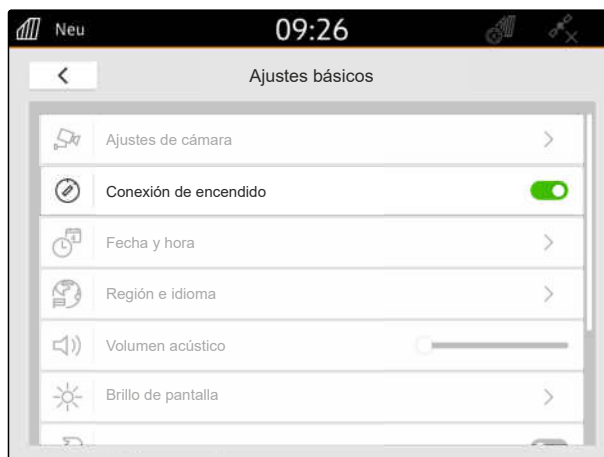 Neu
09:26
Ajustes básicos
Ajustes de cámara
Conexión de encendido
Fecha y hora
Región e idioma
Volumen acústico
Brillo de pantalla